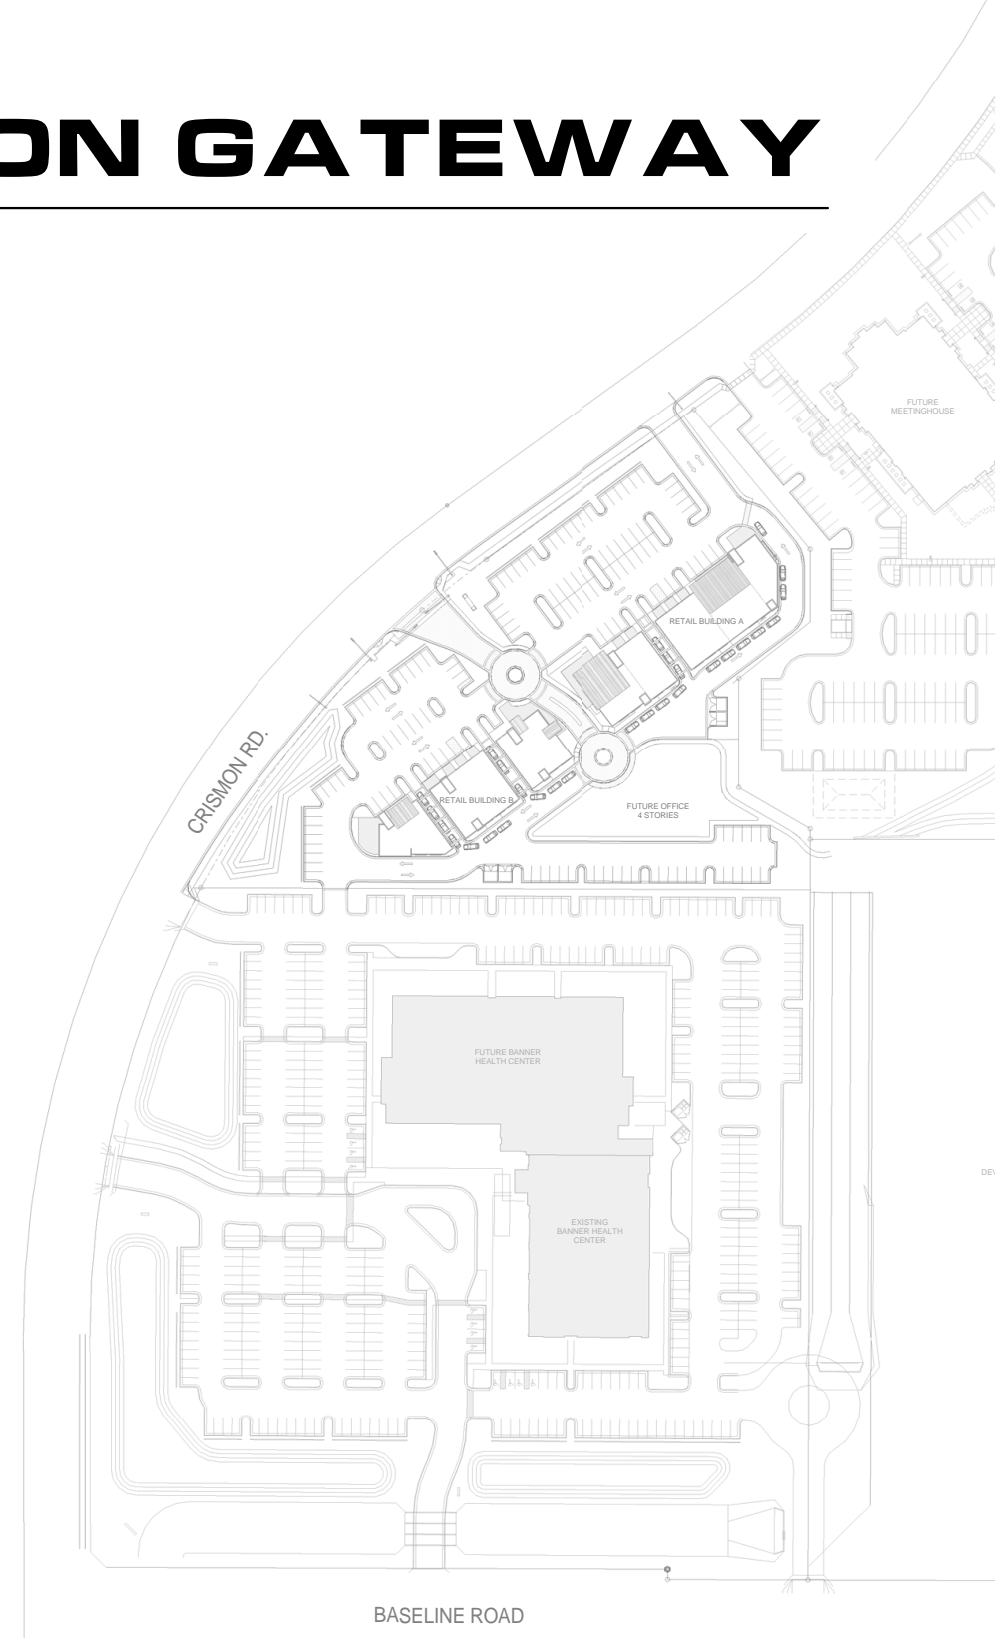 ON GATEWAY
FUTURE
MEETINGHOUSE
RETAIL BUILDING A
CRISMON RD.
RETAIL BUILDING B
FUTURE OFFICE
4 STORIES
FUTURE BANNER
HEALTH CENTER
DEV
EXISTING
BANNER HEALTH
CENTER
BASELINE ROAD